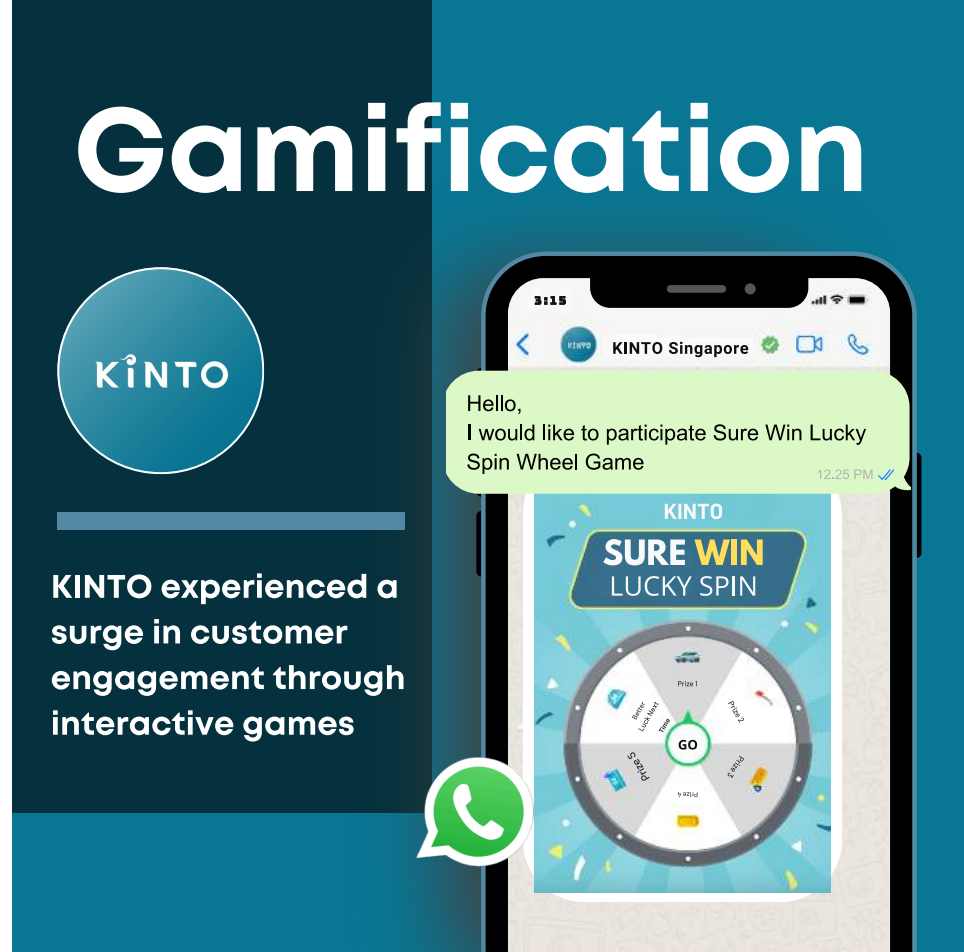 Gamification
KINTO
KINTO experienced a
surge in customer
engagement through
interactive games
3:15
KINTO
KINTO Singapore
Hello,
I would like to participate Sure Win Lucky
Spin Wheel Game
12.25 PM
KINTO
SURE WIN
LUCKY SPIN
Prize 1
Prize 2
Prize 3
Prize 4
Prize 5
Better
Luck Next
Time
GO